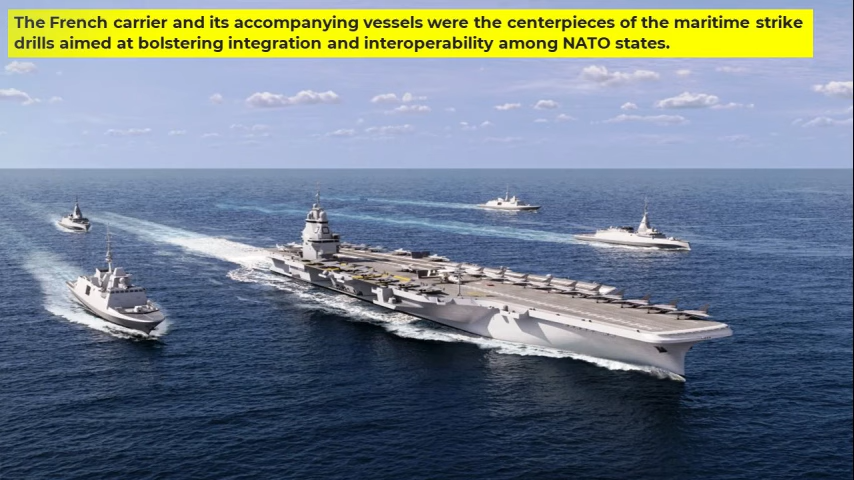 The French carrier and its accompanying vessels were the centerpieces of the maritime strike
drills aimed at bolstering integration and interoperability among NATO states.